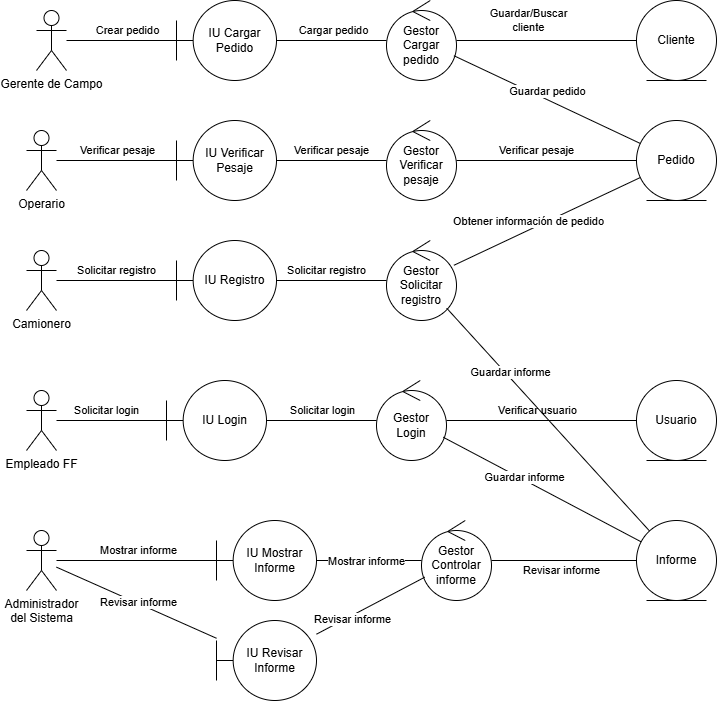 Crear pedido
IU Cargar
Pedido
Cargar pedido
Gestor
Cargar
pedido
Guardar/Buscar
cliente
Cliente
Gerente de Campo
Guardar pedido
Verificar pesaje
IU Verificar
Pesaje
Verificar pesaje
Gestor
Verificar
pesaje
Verificar pesaje
Pedido
Operario
Obtener información de pedido
Solicitar registro
IU Registro
Solicitar registro
Gestor
Solicitar
registro
Camionero
Guardar informe
Solicitar login
IU Login
Solicitar login
Gestor
Login
Verificar usuario
Usuario
Empleado FF
Guardar informe
Mostrar informe
IU Mostrar
Informe
Mostrar informe
Gestor
Controlar
informe
Revisar informe
Informe
Administrador
del Sistema
Revisar informe
Revisar informe
IU Revisar
Informe